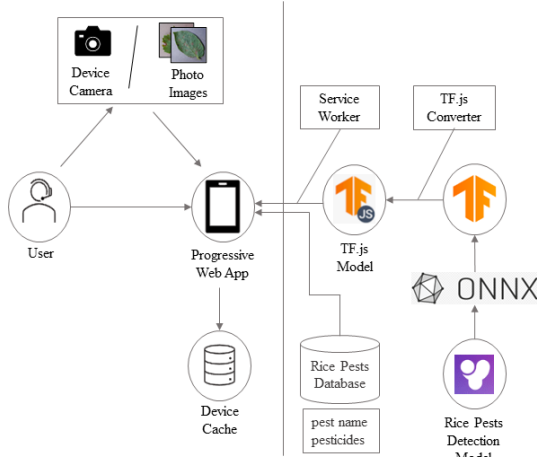 Device
Camera
Photo
Images
Service
Worker
TF.js
Converter
User
Progressive
Web App
JS
TF.js
Model
ONNX
Device
Cache
Rice Pests
Database
pest name
pesticides
Rice Pests
Detection
Model